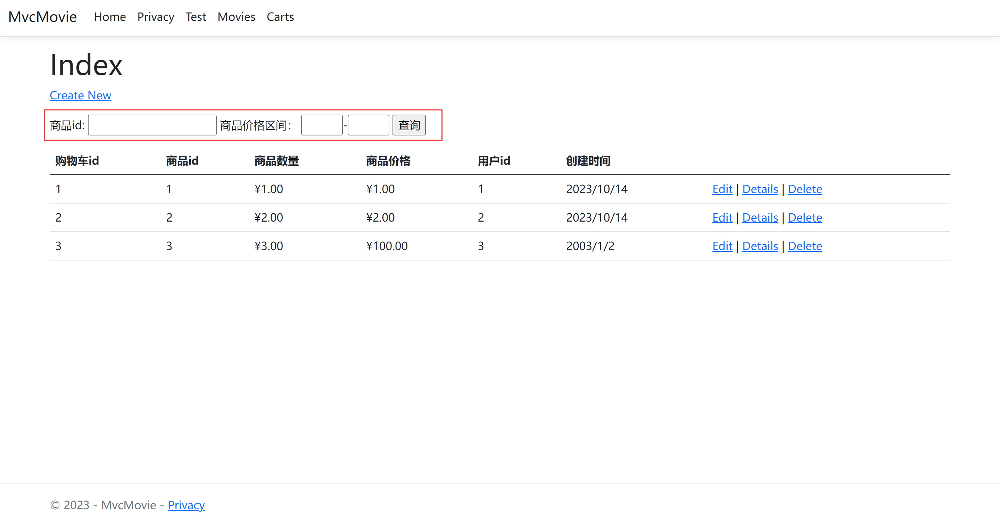 MvcMovie Home Privacy Test Movies Carts
Index
Create New
商品id: 商品价格区间： - 查询
购物车id 商品id 商品数量 商品价格 用户id 创建时间
1 1 ¥1.00 ¥1.00 1 2023/10/14 Edit | Details | Delete
2 2 ¥2.00 ¥2.00 2 2023/10/14 Edit | Details | Delete
3 3 ¥3.00 ¥100.00 3 2003/1/2 Edit | Details | Delete
© 2023 - MvcMovie - Privacy